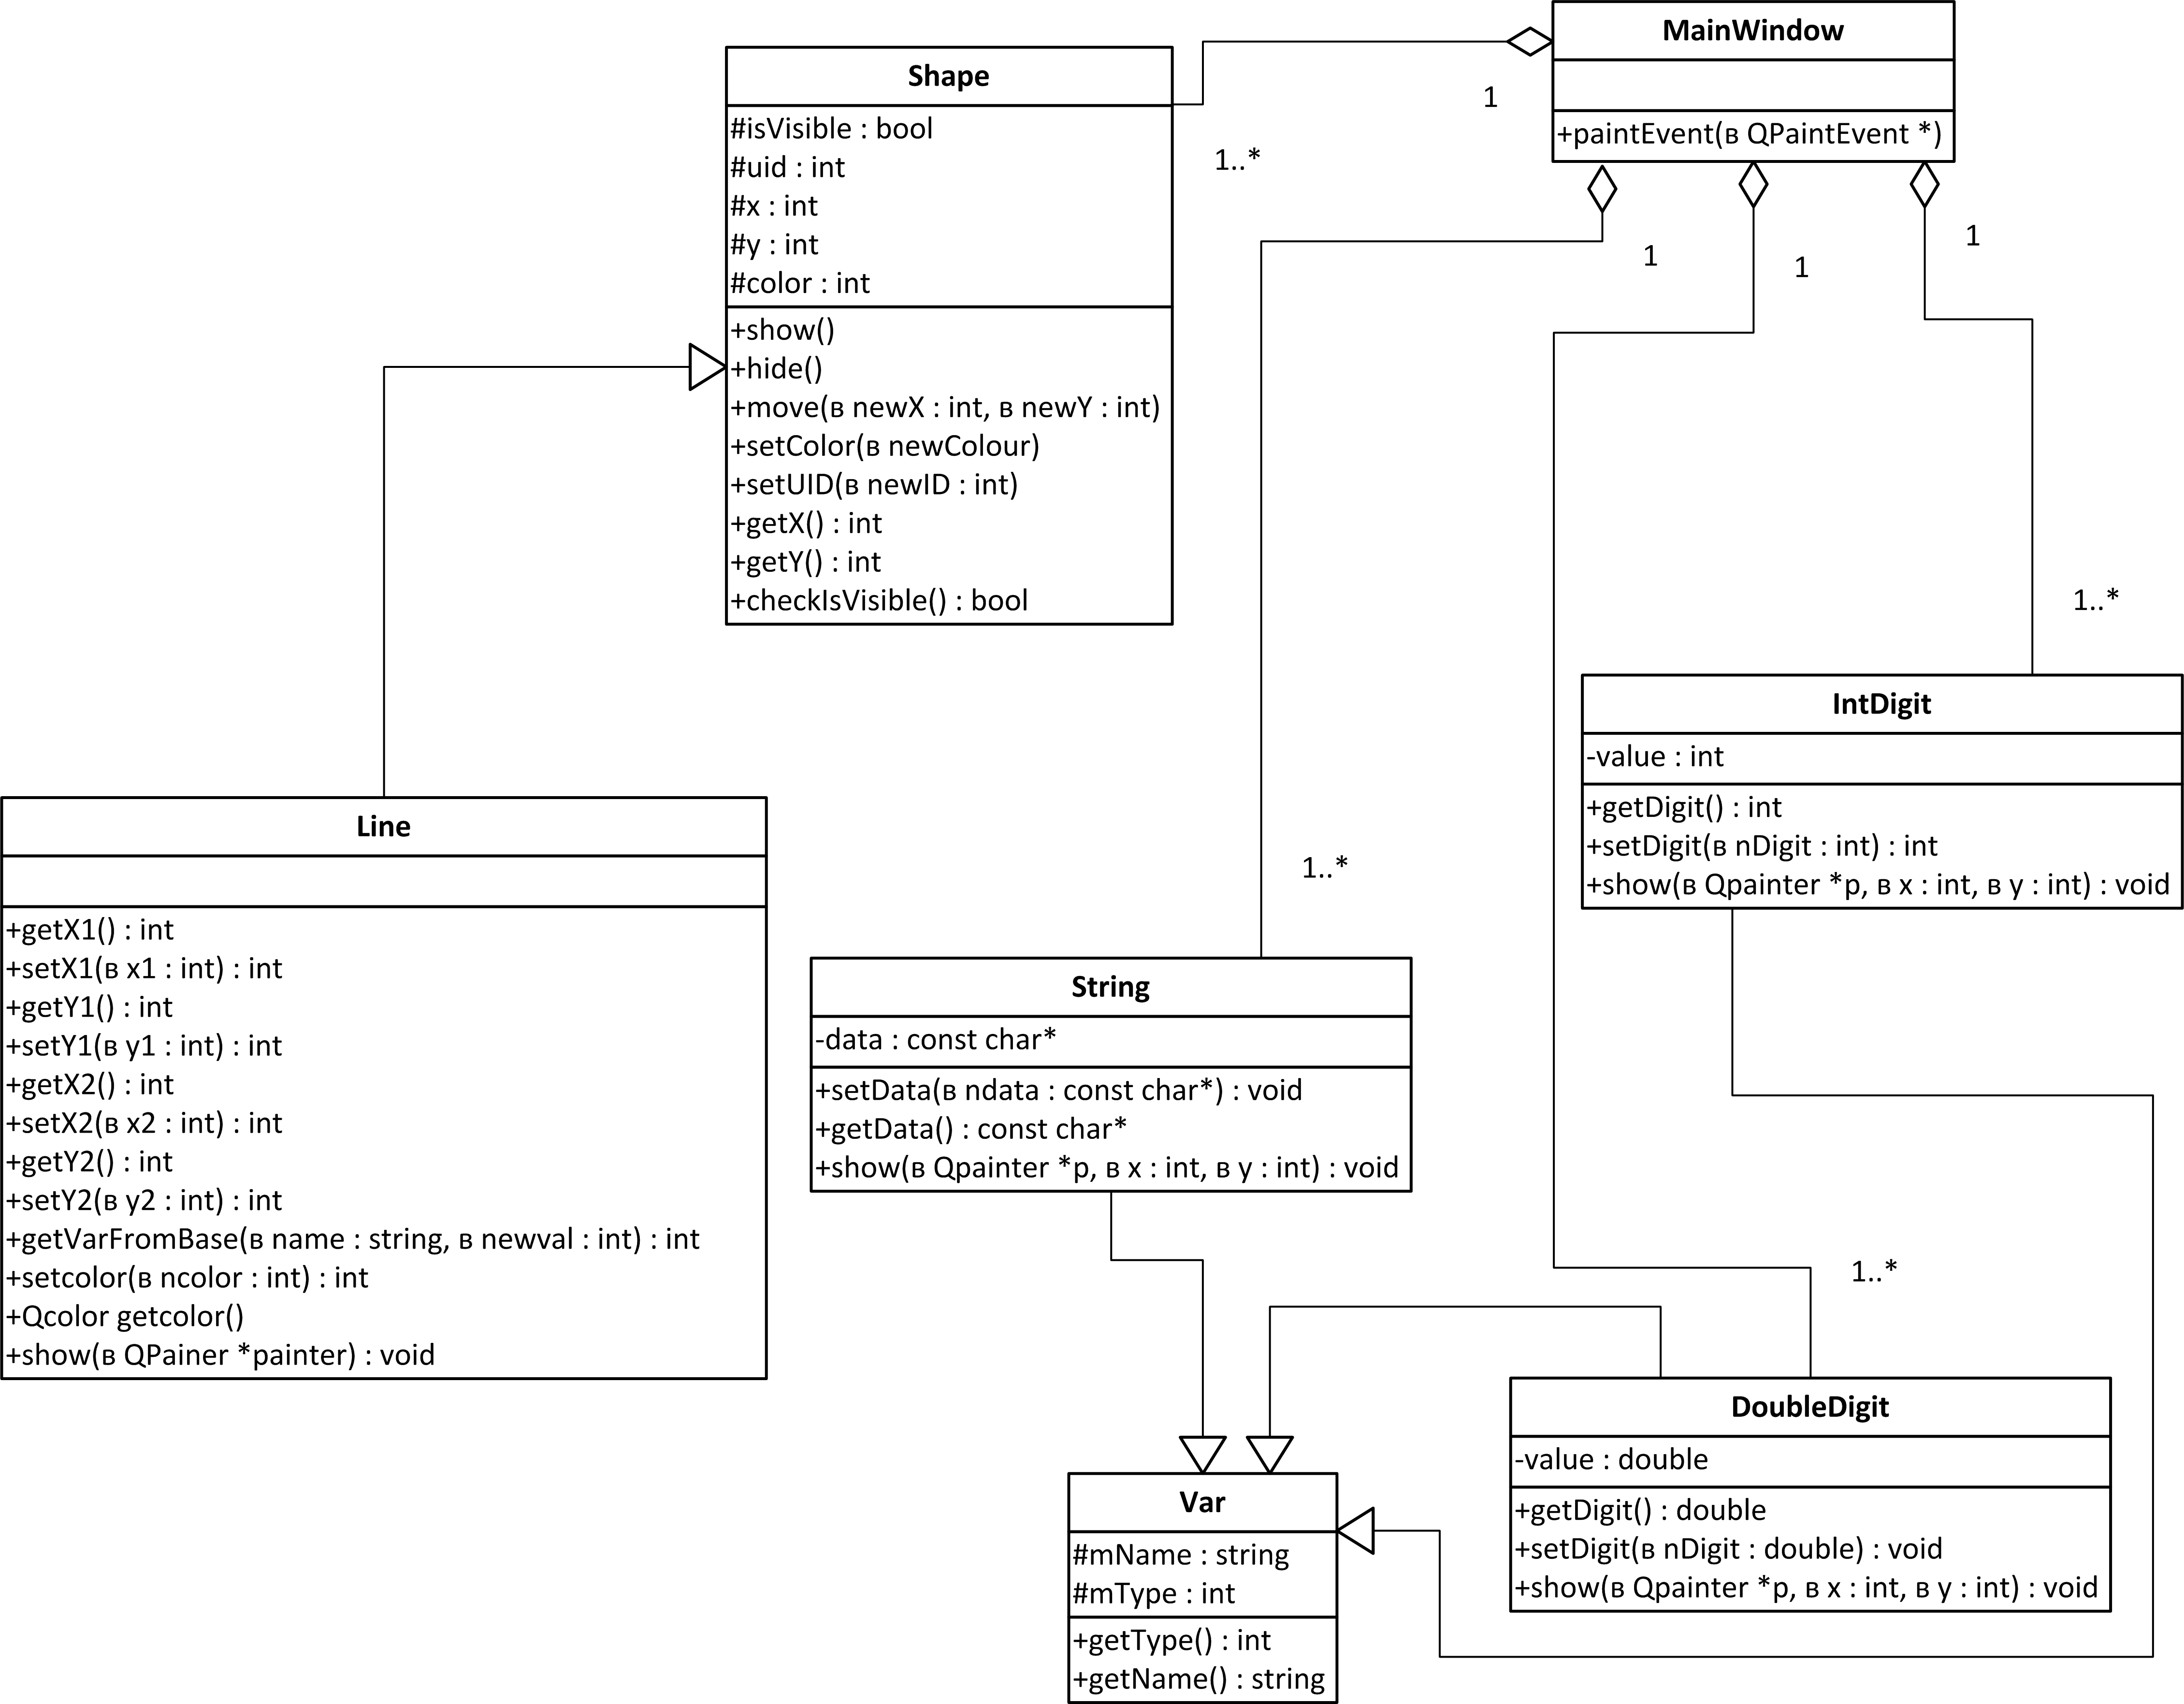 MainWindow
+paintEvent(в QPaintEvent *)
1
1
1
1
Shape
#isVisible : bool
#uid : int
#x : int
#y : int
#color : int
+show()
+hide()
+move(в newX : int, в newY : int)
+setColor(в newColour)
+setUID(в newID : int)
+getX() : int
+getY() : int
+checkIsVisible() : bool
1..*
1..*
IntDigit
-value : int
+getDigit() : int
+setDigit(в nDigit : int) : int
+show(в Qpainter *p, в x : int, в y : int) : void
Line
+getX1() : int
+setX1(в x1 : int) : int
+getY1() : int
+setY1(в y1 : int) : int
+getX2() : int
+setX2(в x2 : int) : int
+getY2() : int
+setY2(в y2 : int) : int
+getVarFromBase(в name : string, в newval : int) : int
+setcolor(в ncolor : int) : int
+Qcolor getcolor()
+show(в QPainer *painter) : void
1..*
String
-data : const char*
+setData(в ndata : const char*) : void
+getData() : const char*
+show(в Qpainter *p, в x : int, в y : int) : void
1..*
DoubleDigit
-value : double
+getDigit() : double
+setDigit(в nDigit : double) : void
+show(в Qpainter *p, в x : int, в y : int) : void
Var
#mName : string
#mType : int
+getType() : int
+getName() : string